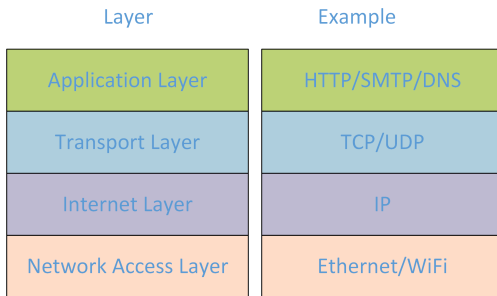 Layer Example
Application Layer HTTP/SMTP/DNS
Transport Layer TCP/UDP
Internet Layer IP
Network Access Layer Ethernet/WiFi